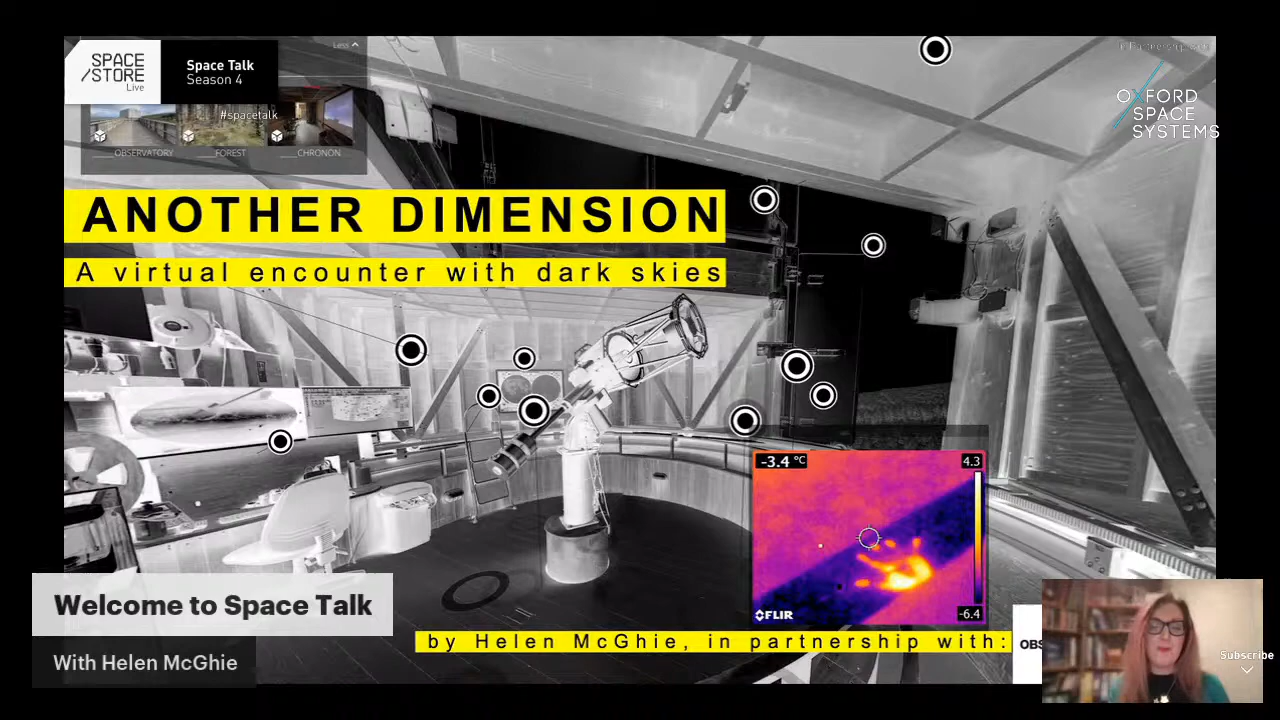 SPACE
/STORE
Live
Space Talk
Season 4
Less
#spacetalk
OBSERVATORY
FOREST
CHRONON
OXFORD
SPACE
SYSTEMS
ANOTHER DIMENSION
A virtual encounter with dark skies
-3.4 °C
4.3
-6.4
FLIR
Welcome to Space Talk
With Helen McGhie
by Helen McGhie, in partnership with:
OBS
Subscribe